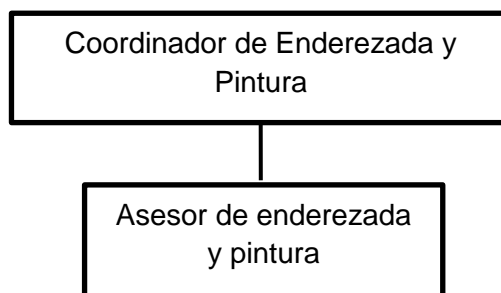 Coordinador de Enderezada y
Pintura
Asesor de enderezada
y pintura